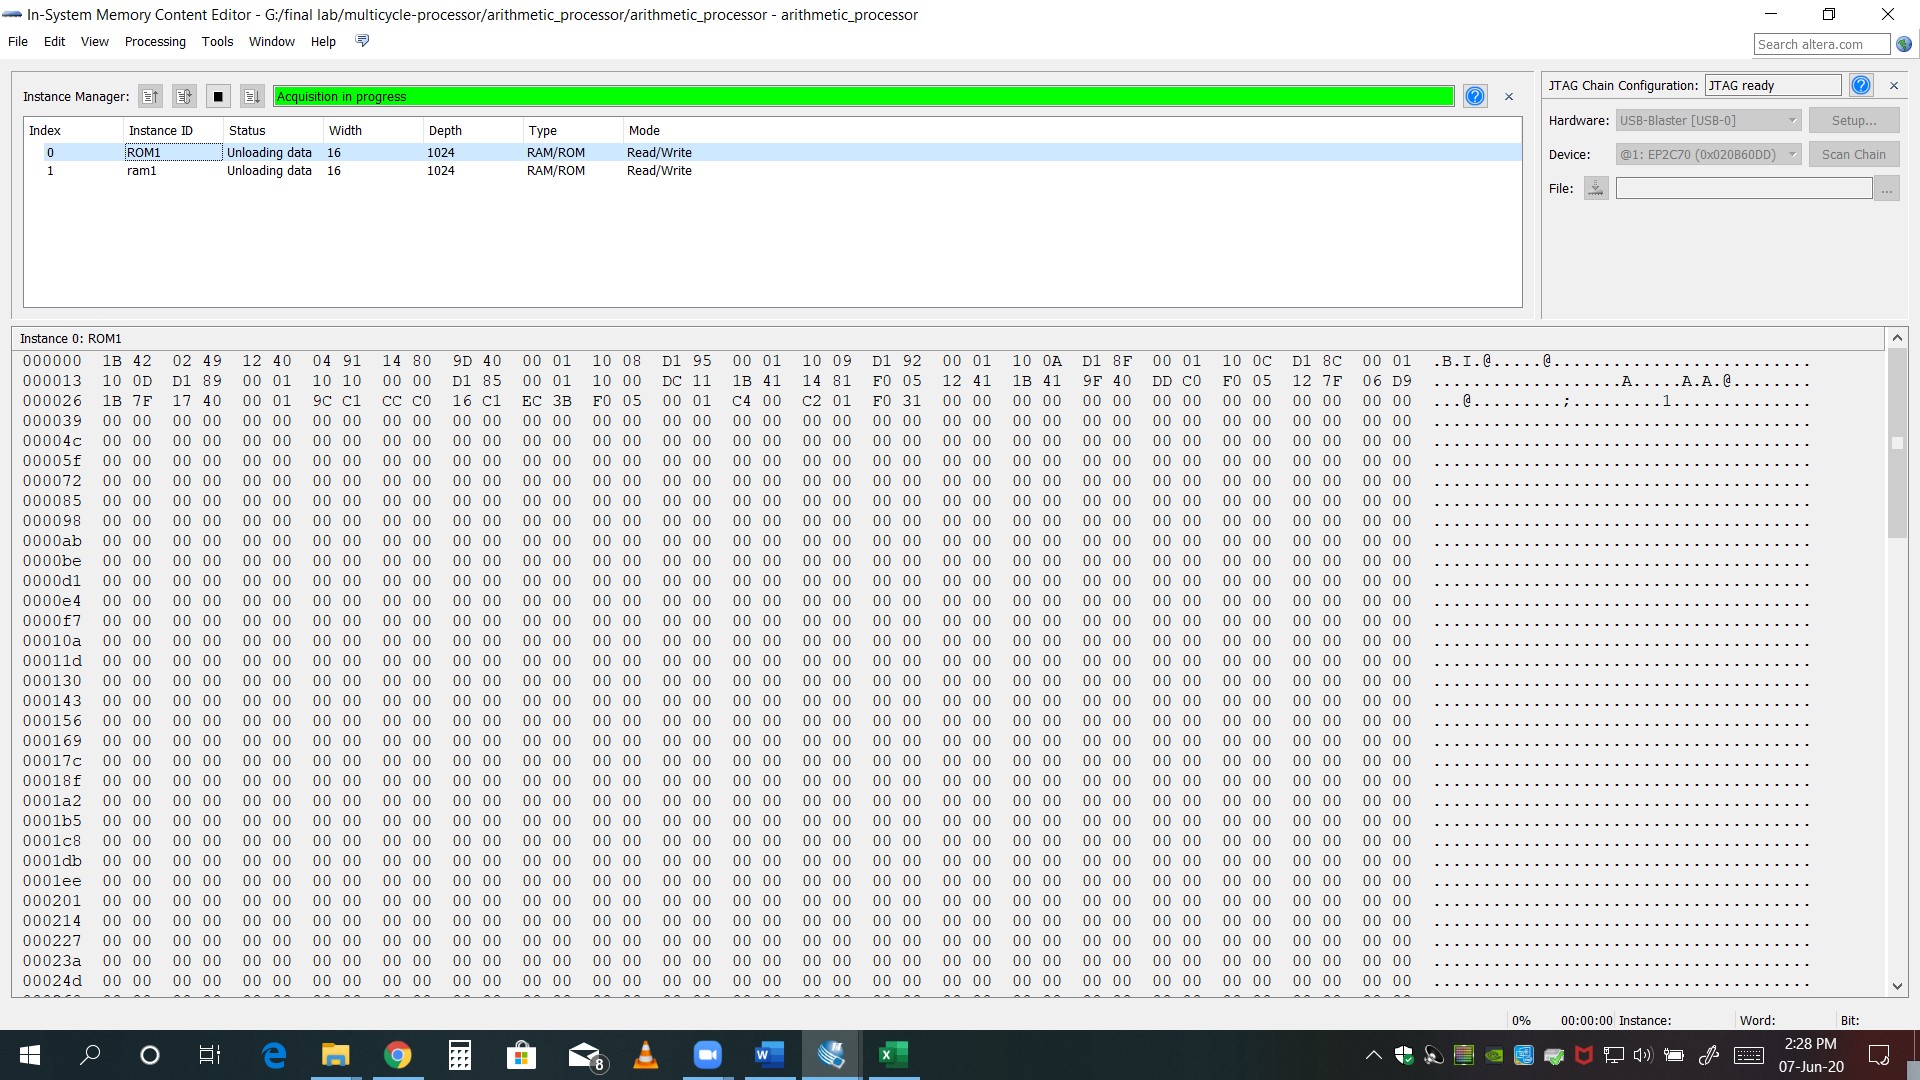 In-System Memory Content Editor - G:/final lab/multicycle-processor/arithmetic_processor/arithmetic_processor - arithmetic_processor
File Edit View Processing Tools Window Help
Search altera.com
Instance Manager: Acquisition in progress
Index Instance ID Status Width Depth Type Mode
0 ROM1 Unloading data 16 1024 RAM/ROM Read/Write
1 ram1 Unloading data 16 1024 RAM/ROM Read/Write
JTAG Chain Configuration: JTAG ready
Hardware: USB-Blaster [USB-0] Setup...
Device: @1: EP2C70 (0x020B60DD) Scan Chain
File: ...
Instance 0: ROM1
000000 1B 42 02 49 12 40 04 91 14 80 9D 40 00 01 10 08 D1 95 00 01 10 09 D1 92 00 01 10 0A D1 8F 00 01 10 0C D1 8C 00 01 .B.I.@.....@..........................
000013 10 0D D1 89 00 01 10 10 00 00 D1 85 00 01 10 00 DC 11 1B 41 14 81 F0 05 12 41 1B 41 9F 40 DD C0 F0 05 12 7F 06 D9 ...................A.....A.A.@........
000026 1B 7F 17 40 00 01 9C C1 CC C0 16 C1 EC 3B F0 05 00 01 C4 00 C2 01 F0 31 00 00 00 00 00 00 00 00 00 00 00 00 00 00 ...@.........;.........1..............
000039 00 00 00 00 00 00 00 00 00 00 00 00 00 00 00 00 00 00 00 00 00 00 00 00 00 00 00 00 00 00 00 00 00 00 00 00 00 00 ......................................
00004c 00 00 00 00 00 00 00 00 00 00 00 00 00 00 00 00 00 00 00 00 00 00 00 00 00 00 00 00 00 00 00 00 00 00 00 00 00 00 ......................................
00005f 00 00 00 00 00 00 00 00 00 00 00 00 00 00 00 00 00 00 00 00 00 00 00 00 00 00 00 00 00 00 00 00 00 00 00 00 00 00 ......................................
000072 00 00 00 00 00 00 00 00 00 00 00 00 00 00 00 00 00 00 00 00 00 00 00 00 00 00 00 00 00 00 00 00 00 00 00 00 00 00 ......................................
000085 00 00 00 00 00 00 00 00 00 00 00 00 00 00 00 00 00 00 00 00 00 00 00 00 00 00 00 00 00 00 00 00 00 00 00 00 00 00 ......................................
000098 00 00 00 00 00 00 00 00 00 00 00 00 00 00 00 00 00 00 00 00 00 00 00 00 00 00 00 00 00 00 00 00 00 00 00 00 00 00 ......................................
0000ab 00 00 00 00 00 00 00 00 00 00 00 00 00 00 00 00 00 00 00 00 00 00 00 00 00 00 00 00 00 00 00 00 00 00 00 00 00 00 ......................................
0000be 00 00 00 00 00 00 00 00 00 00 00 00 00 00 00 00 00 00 00 00 00 00 00 00 00 00 00 00 00 00 00 00 00 00 00 00 00 00 ......................................
0000d1 00 00 00 00 00 00 00 00 00 00 00 00 00 00 00 00 00 00 00 00 00 00 00 00 00 00 00 00 00 00 00 00 00 00 00 00 00 00 ......................................
0000e4 00 00 00 00 00 00 00 00 00 00 00 00 00 00 00 00 00 00 00 00 00 00 00 00 00 00 00 00 00 00 00 00 00 00 00 00 00 00 ......................................
0000f7 00 00 00 00 00 00 00 00 00 00 00 00 00 00 00 00 00 00 00 00 00 00 00 00 00 00 00 00 00 00 00 00 00 00 00 00 00 00 ......................................
00010a 00 00 00 00 00 00 00 00 00 00 00 00 00 00 00 00 00 00 00 00 00 00 00 00 00 00 00 00 00 00 00 00 00 00 00 00 00 00 ......................................
00011d 00 00 00 00 00 00 00 00 00 00 00 00 00 00 00 00 00 00 00 00 00 00 00 00 00 00 00 00 00 00 00 00 00 00 00 00 00 00 ......................................
000130 00 00 00 00 00 00 00 00 00 00 00 00 00 00 00 00 00 00 00 00 00 00 00 00 00 00 00 00 00 00 00 00 00 00 00 00 00 00 ......................................
000143 00 00 00 00 00 00 00 00 00 00 00 00 00 00 00 00 00 00 00 00 00 00 00 00 00 00 00 00 00 00 00 00 00 00 00 00 00 00 ......................................
000156 00 00 00 00 00 00 00 00 00 00 00 00 00 00 00 00 00 00 00 00 00 00 00 00 00 00 00 00 00 00 00 00 00 00 00 00 00 00 ......................................
000169 00 00 00 00 00 00 00 00 00 00 00 00 00 00 00 00 00 00 00 00 00 00 00 00 00 00 00 00 00 00 00 00 00 00 00 00 00 00 ......................................
00017c 00 00 00 00 00 00 00 00 00 00 00 00 00 00 00 00 00 00 00 00 00 00 00 00 00 00 00 00 00 00 00 00 00 00 00 00 00 00 ......................................
00018f 00 00 00 00 00 00 00 00 00 00 00 00 00 00 00 00 00 00 00 00 00 00 00 00 00 00 00 00 00 00 00 00 00 00 00 00 00 00 ......................................
0001a2 00 00 00 00 00 00 00 00 00 00 00 00 00 00 00 00 00 00 00 00 00 00 00 00 00 00 00 00 00 00 00 00 00 00 00 00 00 00 ......................................
0001b5 00 00 00 00 00 00 00 00 00 00 00 00 00 00 00 00 00 00 00 00 00 00 00 00 00 00 00 00 00 00 00 00 00 00 00 00 00 00 ......................................
0001c8 00 00 00 00 00 00 00 00 00 00 00 00 00 00 00 00 00 00 00 00 00 00 00 00 00 00 00 00 00 00 00 00 00 00 00 00 00 00 ......................................
0001db 00 00 00 00 00 00 00 00 00 00 00 00 00 00 00 00 00 00 00 00 00 00 00 00 00 00 00 00 00 00 00 00 00 00 00 00 00 00 ......................................
0001ee 00 00 00 00 00 00 00 00 00 00 00 00 00 00 00 00 00 00 00 00 00 00 00 00 00 00 00 00 00 00 00 00 00 00 00 00 00 00 ......................................
000201 00 00 00 00 00 00 00 00 00 00 00 00 00 00 00 00 00 00 00 00 00 00 00 00 00 00 00 00 00 00 00 00 00 00 00 00 00 00 ......................................
000214 00 00 00 00 00 00 00 00 00 00 00 00 00 00 00 00 00 00 00 00 00 00 00 00 00 00 00 00 00 00 00 00 00 00 00 00 00 00 ......................................
000227 00 00 00 00 00 00 00 00 00 00 00 00 00 00 00 00 00 00 00 00 00 00 00 00 00 00 00 00 00 00 00 00 00 00 00 00 00 00 ......................................
00023a 00 00 00 00 00 00 00 00 00 00 00 00 00 00 00 00 00 00 00 00 00 00 00 00 00 00 00 00 00 00 00 00 00 00 00 00 00 00 ......................................
00024d 00 00 00 00 00 00 00 00 00 00 00 00 00 00 00 00 00 00 00 00 00 00 00 00 00 00 00 00 00 00 00 00 00 00 00 00 00 00 ......................................
0% 00:00:00 Instance: Word: Bit:
8
2:28 PM
07-Jun-20